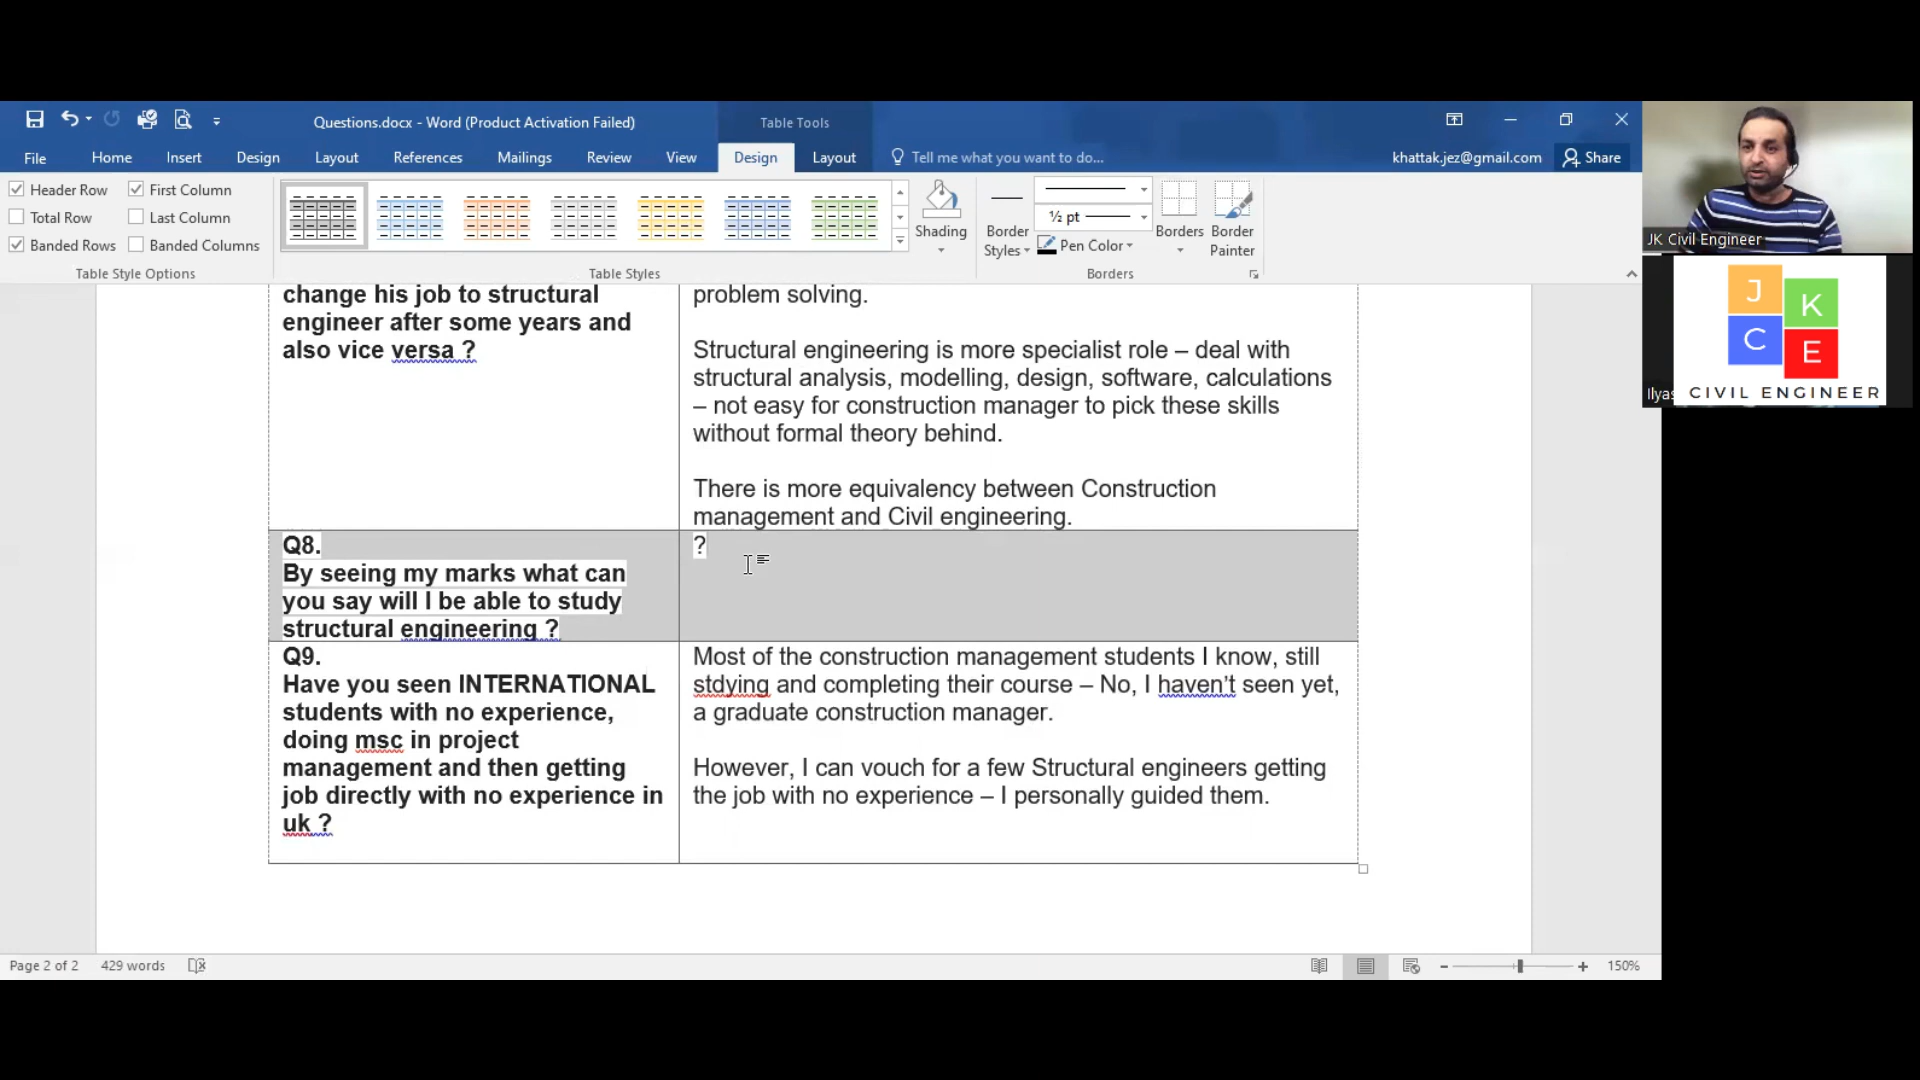 Questions.docx - Word (Product Activation Failed)
Table Tools
File
Home
Insert
Design
Layout
References
Mailings
Review
View
Design
Layout
Tell me what you want to do...
khattak.jez@gmail.com
Share
Header Row
First Column
Total Row
Last Column
Banded Rows
Banded Columns
Table Style Options
Table Styles
Shading
Border
Styles
½ pt
Pen Color
Borders
Border
Painter
Borders
JK Civil Engineer
J
K
C
E
CIVIL ENGINEER
Ilyas
change his job to structural
engineer after some years and
also vice versa ?
problem solving.
Structural engineering is more specialist role – deal with
structural analysis, modelling, design, software, calculations
– not easy for construction manager to pick these skills
without formal theory behind.
There is more equivalency between Construction
management and Civil engineering.
Q8.
By seeing my marks what can
you say will I be able to study
structural engineering ?
?
Q9.
Have you seen INTERNATIONAL
students with no experience,
doing msc in project
management and then getting
job directly with no experience in
uk ?
Most of the construction management students I know, still
stdying and completing their course – No, I haven't seen yet,
a graduate construction manager.
However, I can vouch for a few Structural engineers getting
the job with no experience – I personally guided them.
Page 2 of 2
429 words
150%